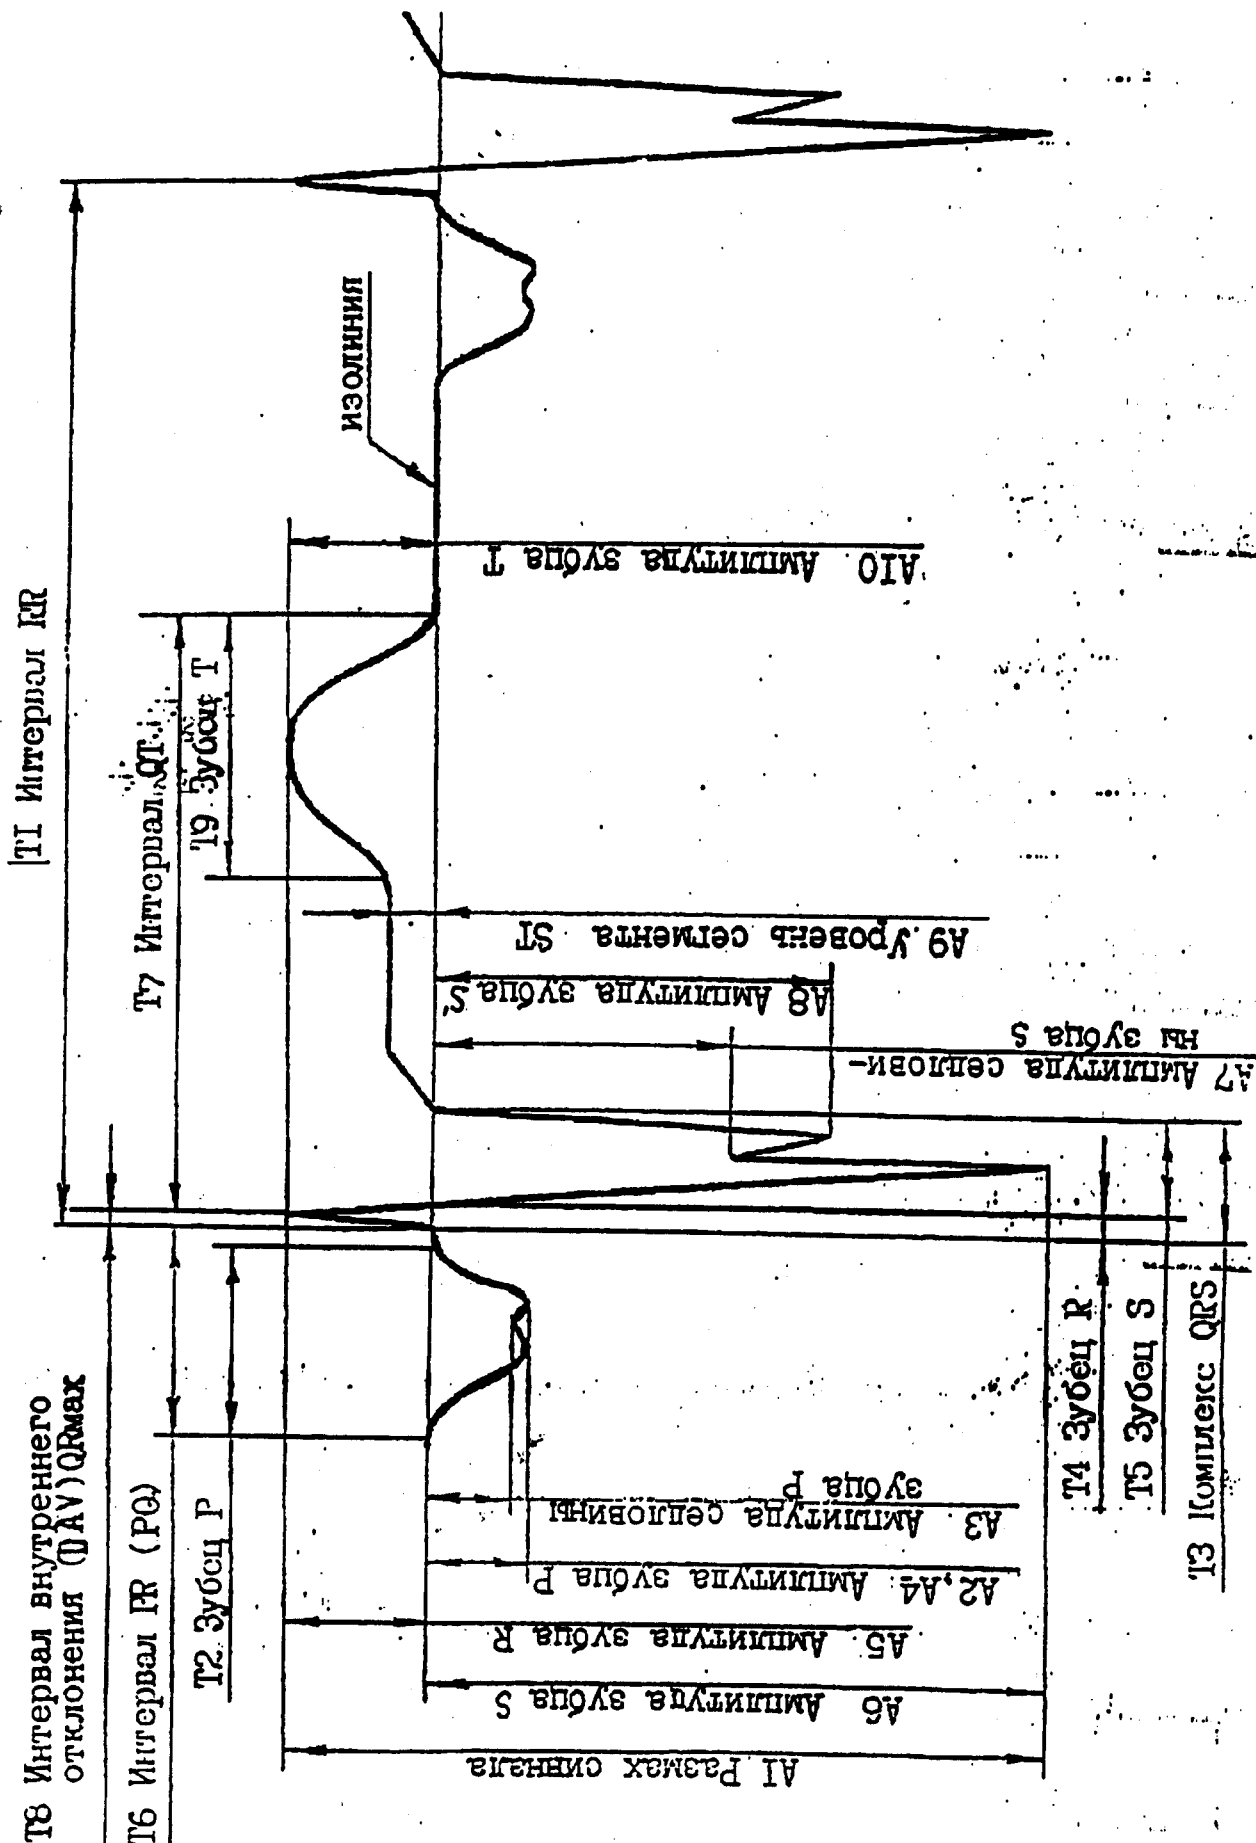 T1 Интервал RR
T8 Интервал внутреннего
отклонения (DAV)QRмах
T7 Интервал QT
T6 Интервал PR (PQ)
T9 Зубец T
T2 Зубец P
изолиния
A10. Амплитуда зубца T
A9. Уровень сегмента ST
A8 Амплитуда зубца S'
A7 Амплитуда седлови-
ны зубца S
A3. Амплитуда седловины
зубца P
A2, A4. Амплитуда зубца P
A5. Амплитуда зубца R
A6 Амплитуда зубца S
A1 Размах сигнала
T4 Зубец R
T5 Зубец S
T3 Комплекс QRS